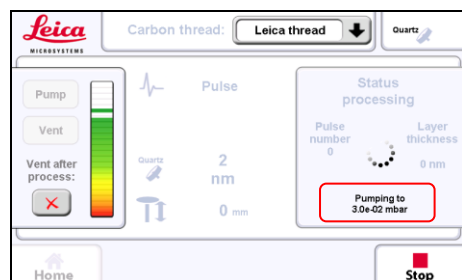 Leica
MICROSYSTEMS
Carbon thread:
Leica thread
Quartz
Pump
Vent
Vent after
process:
Pulse
Quartz
2
nm
0 mm
Status
processing
Pulse
number
0
Layer
thickness
0 nm
Pumping to
3.0e-02 mbar
Home
Stop